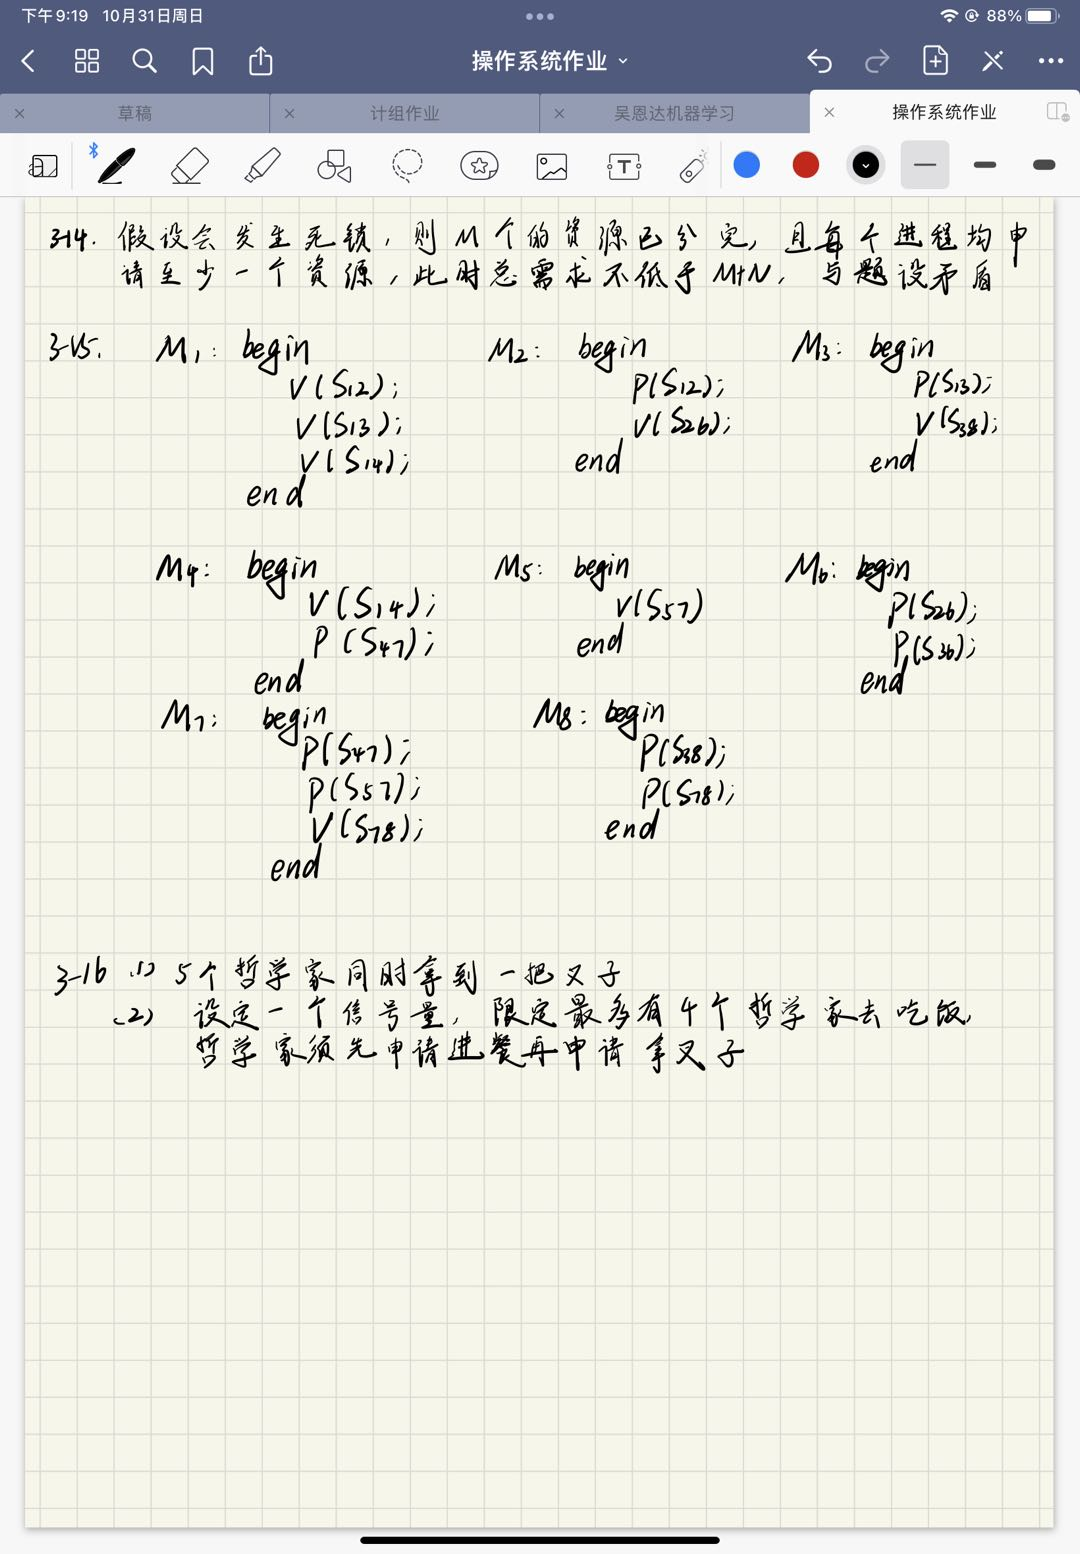 下午9:19 10月31日周日
88%
操作系统作业
草稿
计组作业
吴恩达机器学习
操作系统作业
3-14. 假设会发生死锁,则M个的资源已分完,且每个进程均申
请至少一个资源,此时总需求不低于M+N,与题设矛盾
3-15. M1: begin
V(S12);
V(S13);
V(S14);
end
M2: begin
P(S12);
V(S26);
end
M3: begin
P(S13);
V(S38);
end
M4: begin
V(S14);
P(S47);
end
M5: begin
V(S57)
end
M6: begin
P(S26);
P(S36);
end
M7: begin
P(S47);
P(S57);
V(S78);
end
M8: begin
P(S38);
P(S78);
end
3-16 (1) 5个哲学家同时拿到一把叉子
(2) 设定一个信号量,限定最多有4个哲学家去吃饭,
哲学家须先申请进餐再申请拿叉子